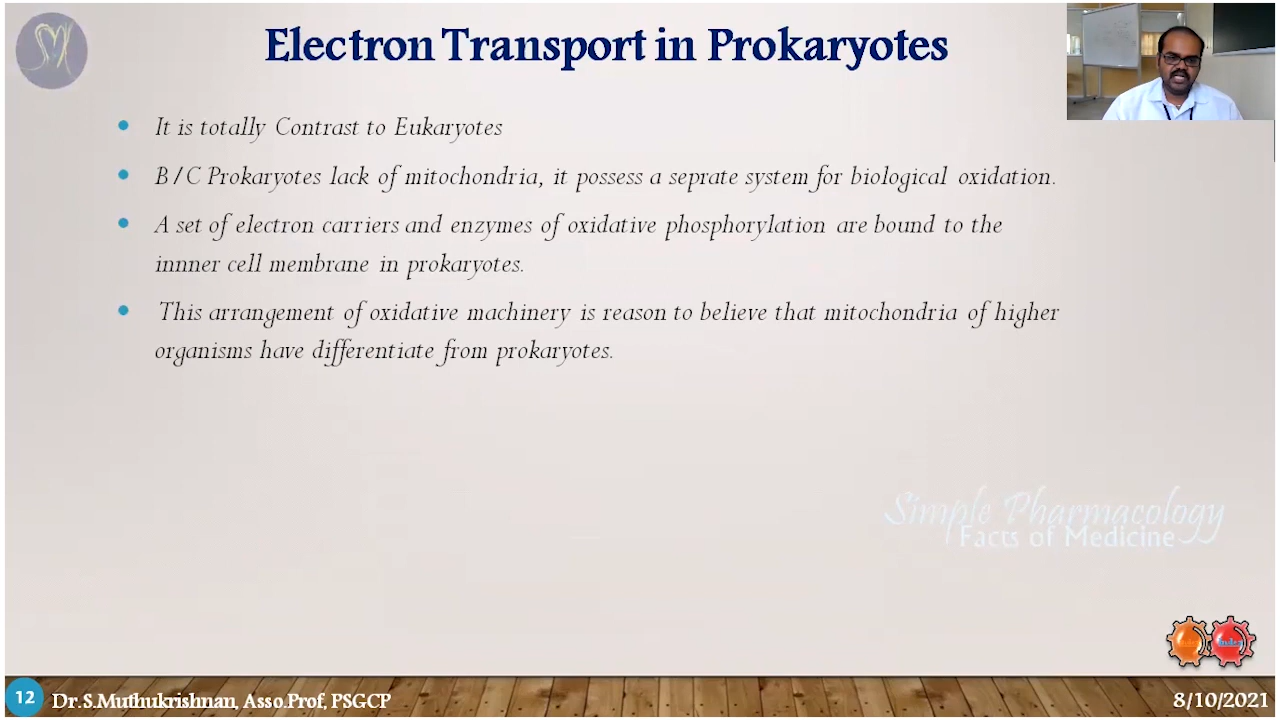 Electron Transport in Prokaryotes
It is totally Contrast to Eukaryotes
B / C Prokaryotes lack of mitochondria, it possess a seprate system for biological oxidation.
A set of electron carriers and enzymes of oxidative phosphorylation are bound to the
innner cell membrane in prokaryotes.
This arrangement of oxidative machinery is reason to believe that mitochondria of higher
organisms have differentiate from prokaryotes.
Simple Pharmacology
Facts of Medicine
12
Dr.S.Muthukrishnan, Asso.Prof, PSGCP
8/10/2021